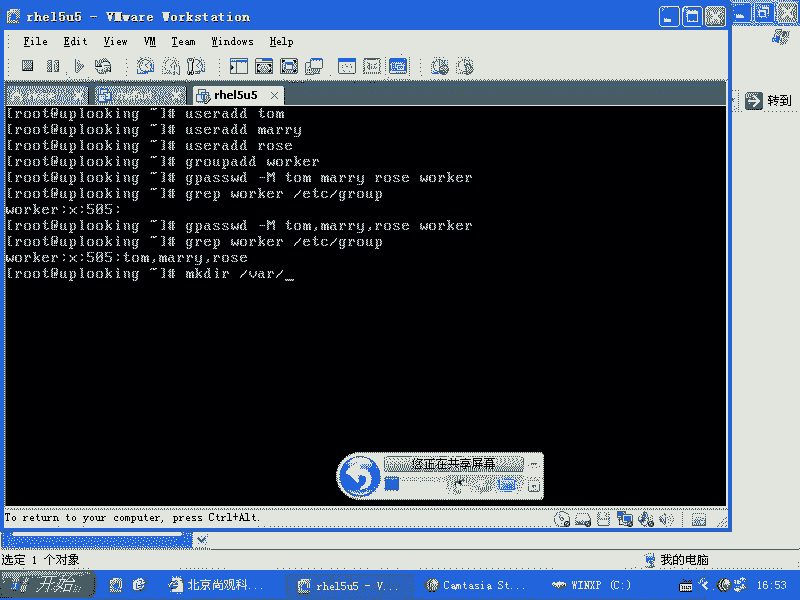 rhel5u5 - VMware Workstation
File Edit View VM Team Windows Help
rhel5u5
转到
[root@uplooking ~]# useradd tom
[root@uplooking ~]# useradd marry
[root@uplooking ~]# useradd rose
[root@uplooking ~]# groupadd worker
[root@uplooking ~]# gpasswd -M tom marry rose worker
[root@uplooking ~]# grep worker /etc/group
worker:x:505:
[root@uplooking ~]# gpasswd -M tom,marry,rose worker
[root@uplooking ~]# grep worker /etc/group
worker:x:505:tom,marry,rose
[root@uplooking ~]# mkdir /var/_
您正在共享屏幕
To return to your computer, press Ctrl+Alt.
选定 1 个对象
我的电脑
开始
北京尚观科...
rhel5u5 - V...
Camtasia St...
WINXP (C:)
16:53